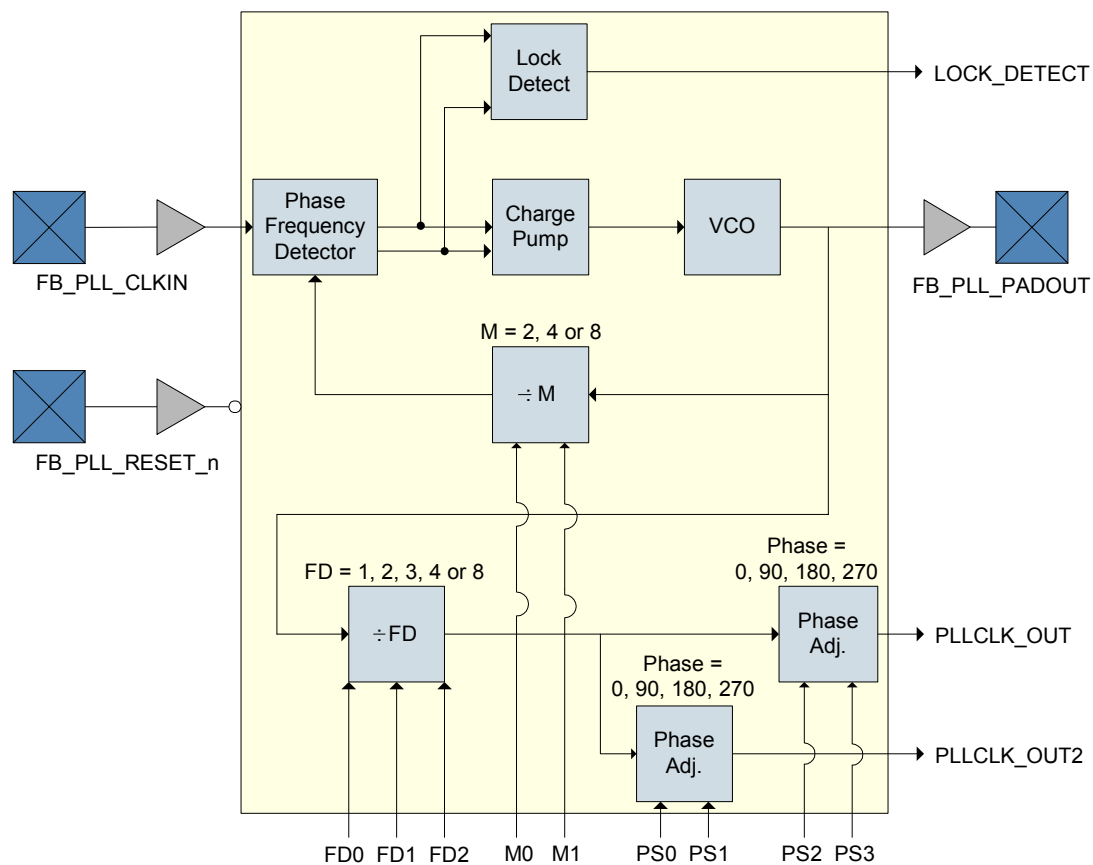 Lock
Detect
LOCK_DETECT
Phase
Frequency
Detector
Charge
Pump
VCO
FB_PLL_CLKIN
FB_PLL_PADOUT
M = 2, 4 or 8
÷ M
FB_PLL_RESET_n
Phase =
0, 90, 180, 270
FD = 1, 2, 3, 4 or 8
÷FD
Phase
Adj.
PLLCLK_OUT
Phase =
0, 90, 180, 270
Phase
Adj.
PLLCLK_OUT2
FD0 FD1 FD2 M0 M1 PS0 PS1 PS2 PS3